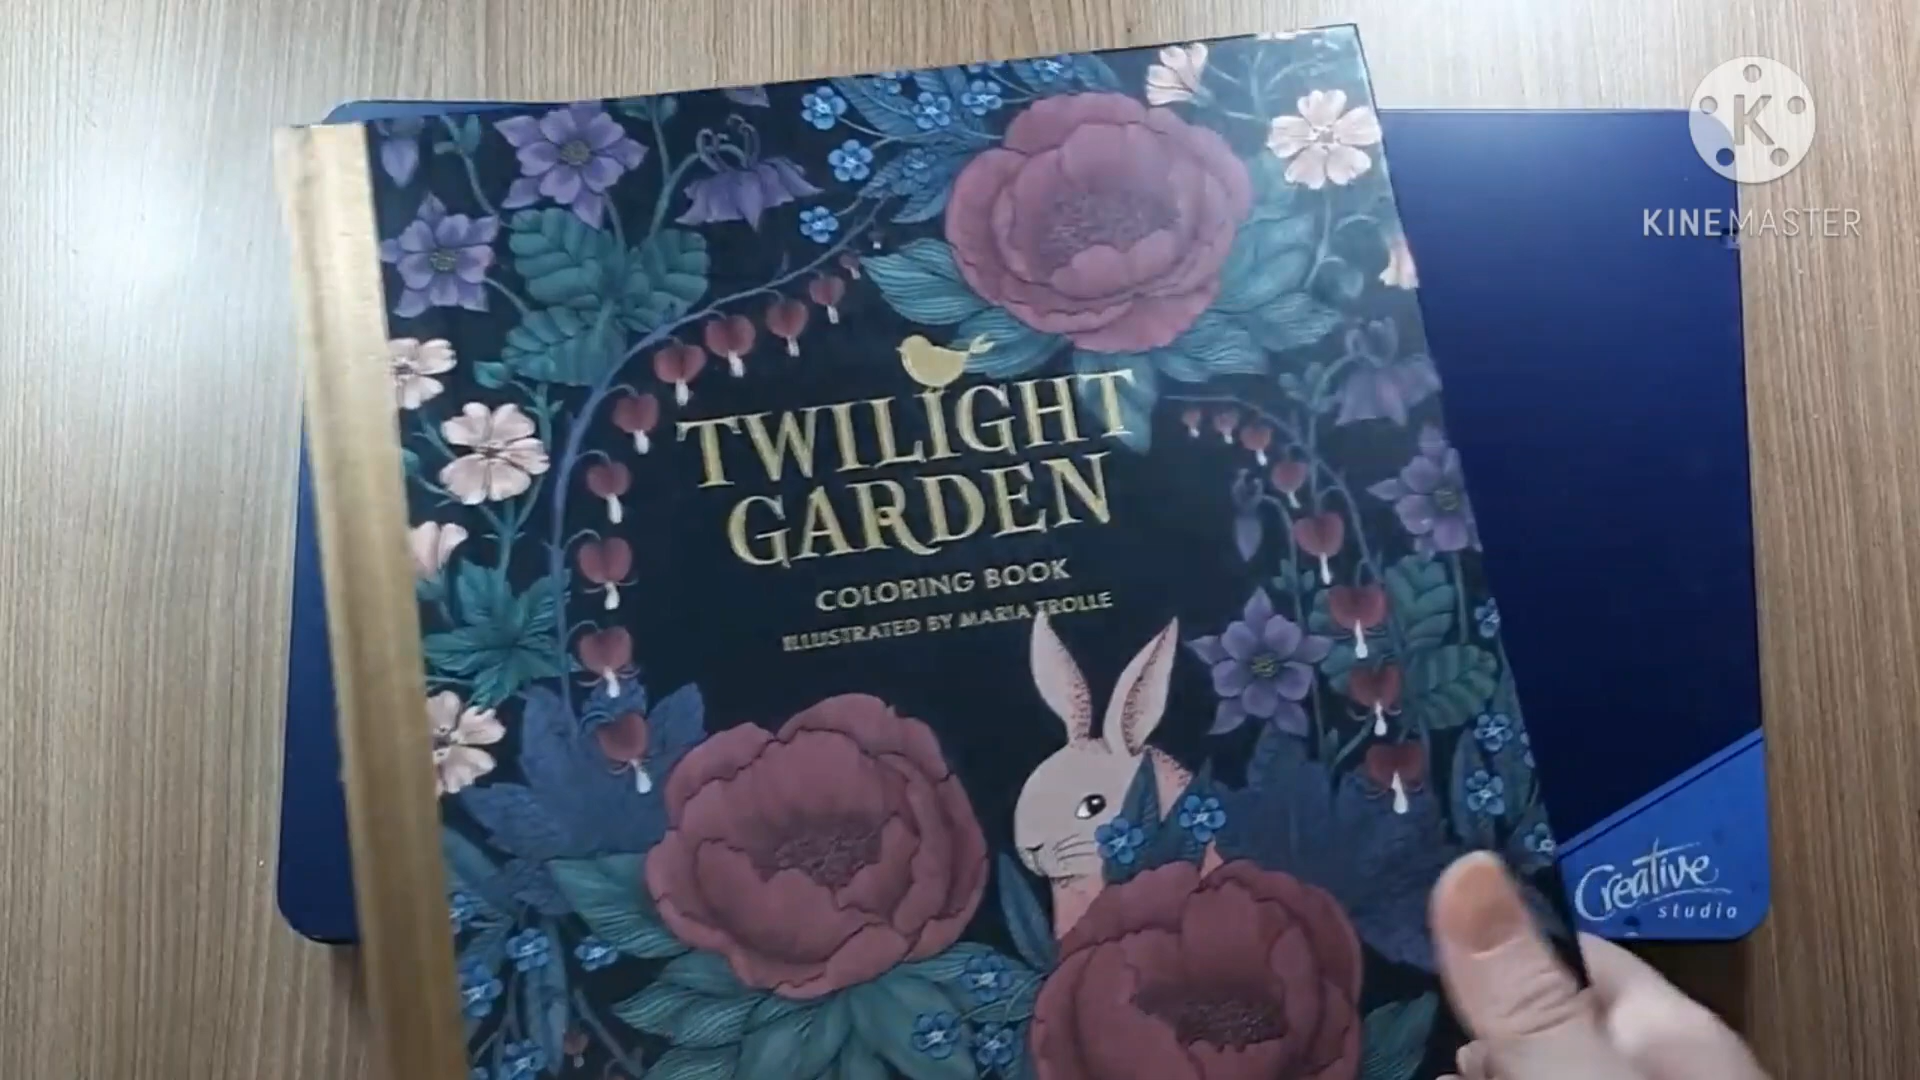 K
KINEMASTER
TWILIGHT
GARDEN
COLORING BOOK
ILLUSTRATED BY MARIA TROLLE
Creative
studio